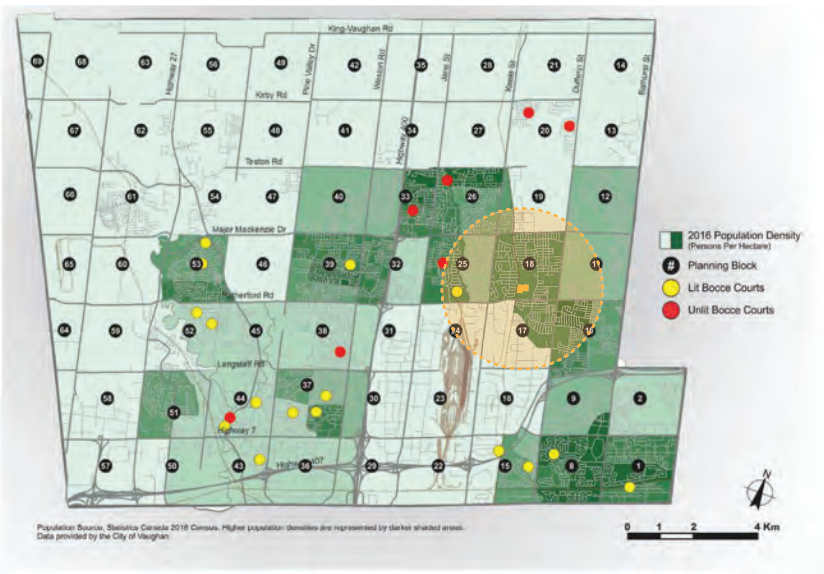 King-Vaughan Rd
69 68 63 56 49 42 35 28 21 14
Highway 27
Pine Valley Dr
Weston Rd
Jane St
Keele St
Dufferin St
Bathurst St
Kirby Rd
67 62 55 48 41 34 27 20 13
Highway 400
Teston Rd
66 61 54 47 40 33 26 19 12
Major Mackenzie Dr
65 60 53 46 39 32 25 18 11
Rutherford Rd
64 59 52 45 38 31 24 17 10
Langstaff Rd
58 51 44 37 30 23 16 9 2
Highway 7
57 50 43 36 29 22 15 8 1
Highway 407
2016 Population Density
(Persons Per Hectare)
# Planning Block
Lit Bocce Courts
Unlit Bocce Courts
N
0 1 2 4 Km
Population Source, Statistics Canada 2016 Census. Higher population densities are represented by darker shaded areas.
Data provided by the City of Vaughan